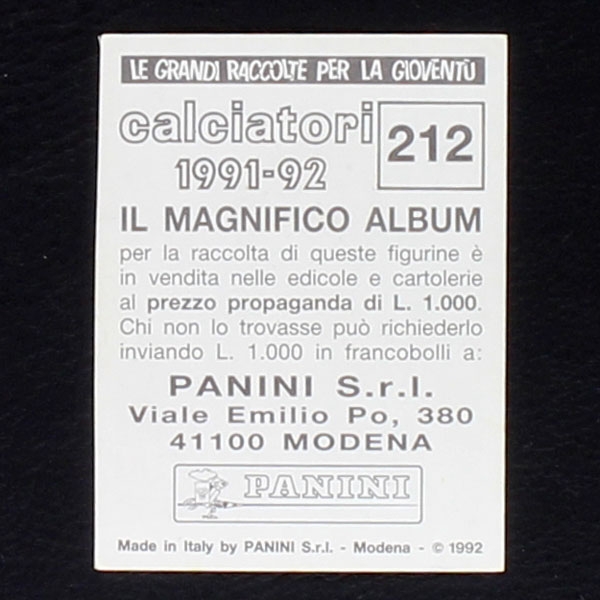 LE GRANDI RACCOLTE PER LA GIOVENTÙ
calciatori 212
1991-92
IL MAGNIFICO ALBUM
per la raccolta di queste figurine è
in vendita nelle edicole e cartolerie
al prezzo propaganda di L. 1.000.
Chi non lo trovasse può richiederlo
inviando L. 1.000 in francobolli a:
PANINI S.r.l.
Viale Emilio Po, 380
41100 MODENA
PANINI
Made in Italy by PANINI S.r.l. - Modena - © 1992